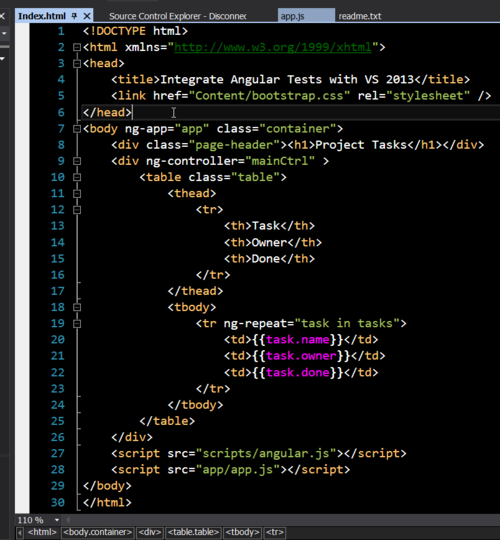 Index.html Source Control Explorer - Disconnec app.js readme.txt
1 <!DOCTYPE html>
2 <html xmlns="http://www.w3.org/1999/xhtml">
3 <head>
4 <title>Integrate Angular Tests with VS 2013</title>
5 <link href="Content/bootstrap.css" rel="stylesheet" />
6 </head>
7 <body ng-app="app" class="container">
8 <div class="page-header"><h1>Project Tasks</h1></div>
9 <div ng-controller="mainCtrl" >
10 <table class="table">
11 <thead>
12 <tr>
13 <th>Task</th>
14 <th>Owner</th>
15 <th>Done</th>
16 </tr>
17 </thead>
18 <tbody>
19 <tr ng-repeat="task in tasks">
20 <td>{{task.name}}</td>
21 <td>{{task.owner}}</td>
22 <td>{{task.done}}</td>
23 </tr>
24 </tbody>
25 </table>
26 </div>
27 <script src="scripts/angular.js"></script>
28 <script src="app/app.js"></script>
29 </body>
30 </html>
110 %
<html> <body.container> <div> <table.table> <tbody> <tr>